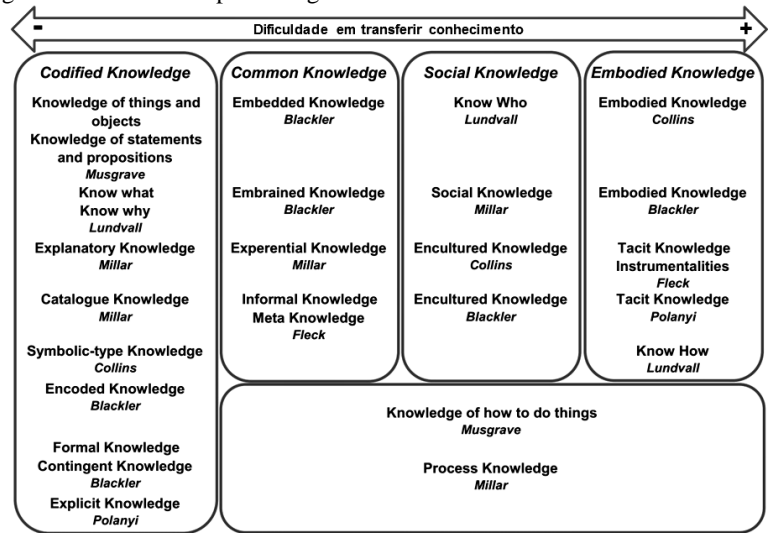 -
Dificuldade em transferir conhecimento
+
Codified Knowledge
Knowledge of things and
objects
Knowledge of statements
and propositions
Musgrave
Know what
Know why
Lundvall
Explanatory Knowledge
Millar
Catalogue Knowledge
Millar
Symbolic-type Knowledge
Collins
Encoded Knowledge
Blackler
Formal Knowledge
Contingent Knowledge
Blackler
Explicit Knowledge
Polanyi
Common Knowledge
Embedded Knowledge
Blackler
Embrained Knowledge
Blackler
Experential Knowledge
Millar
Informal Knowledge
Meta Knowledge
Fleck
Social Knowledge
Know Who
Lundvall
Social Knowledge
Millar
Encultured Knowledge
Collins
Encultured Knowledge
Blackler
Embodied Knowledge
Embodied Knowledge
Collins
Embodied Knowledge
Blackler
Tacit Knowledge
Instrumentalities
Fleck
Tacit Knowledge
Polanyi
Know How
Lundvall
Knowledge of how to do things
Musgrave
Process Knowledge
Millar